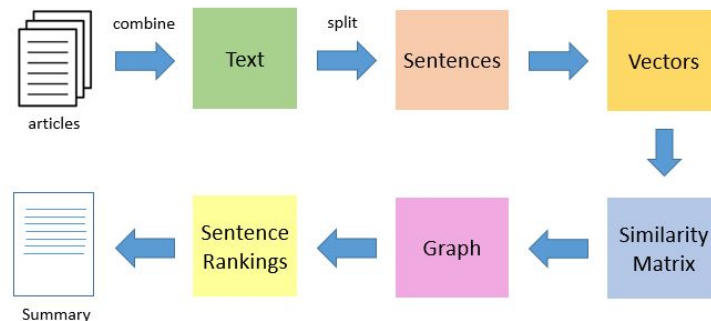 combine
split
Text
Sentences
Vectors
articles
Sentence
Rankings
Graph
Similarity
Matrix
Summary